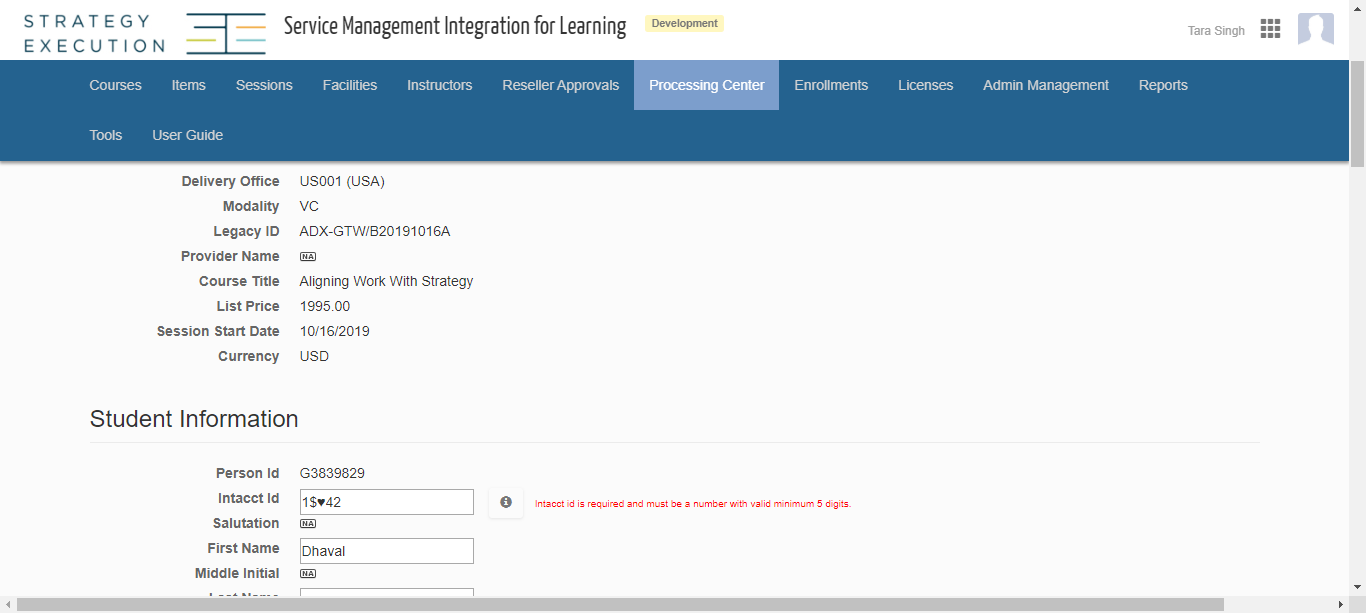 STRATEGY
EXECUTION
Service Management Integration for Learning
Development
Tara Singh
Courses Items Sessions Facilities Instructors Reseller Approvals Processing Center Enrollments Licenses Admin Management Reports
Tools User Guide
Delivery Office US001 (USA)
Modality VC
Legacy ID ADX-GTW/B20191016A
Provider Name NA
Course Title Aligning Work With Strategy
List Price 1995.00
Session Start Date 10/16/2019
Currency USD
Student Information
Person Id G3839829
Intacct Id 1$♥42 Intacct id is required and must be a number with valid minimum 5 digits.
Salutation NA
First Name Dhaval
Middle Initial NA
Last Name